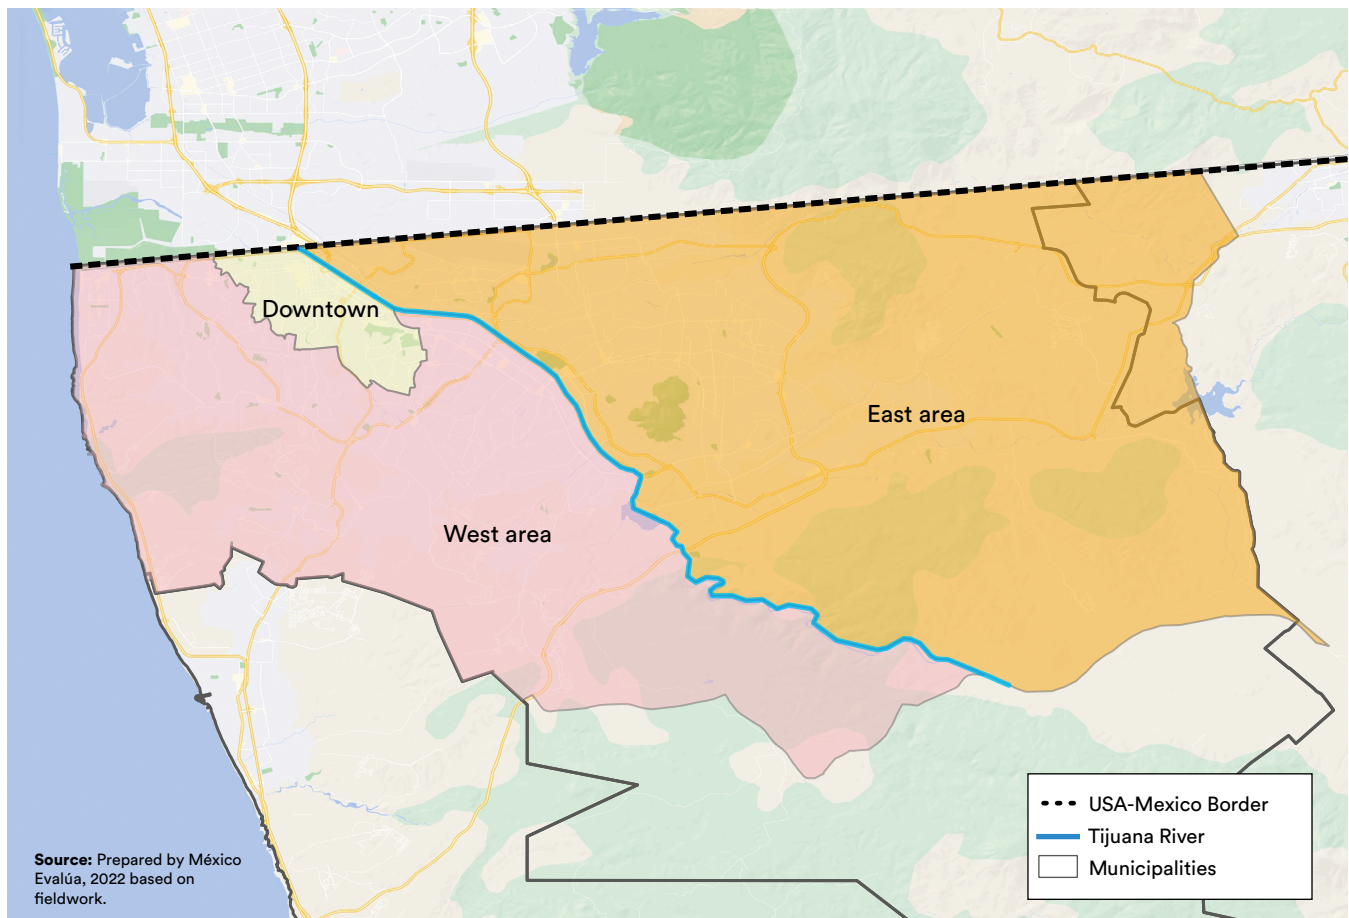 Downtown
East area
West area
USA-Mexico Border
Tijuana River
Municipalities
Source: Prepared by México
Evalúa, 2022 based on
fieldwork.